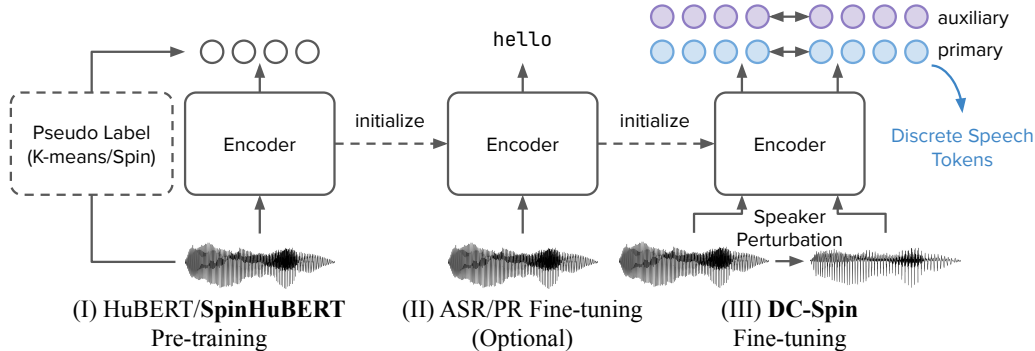 auxiliary
primary
hello
Pseudo Label
(K-means/Spin)
Encoder
initialize
Encoder
initialize
Encoder
Discrete Speech
Tokens
Speaker
Perturbation
(I) HuBERT/SpinHuBERT
Pre-training
(II) ASR/PR Fine-tuning
(Optional)
(III) DC-Spin
Fine-tuning